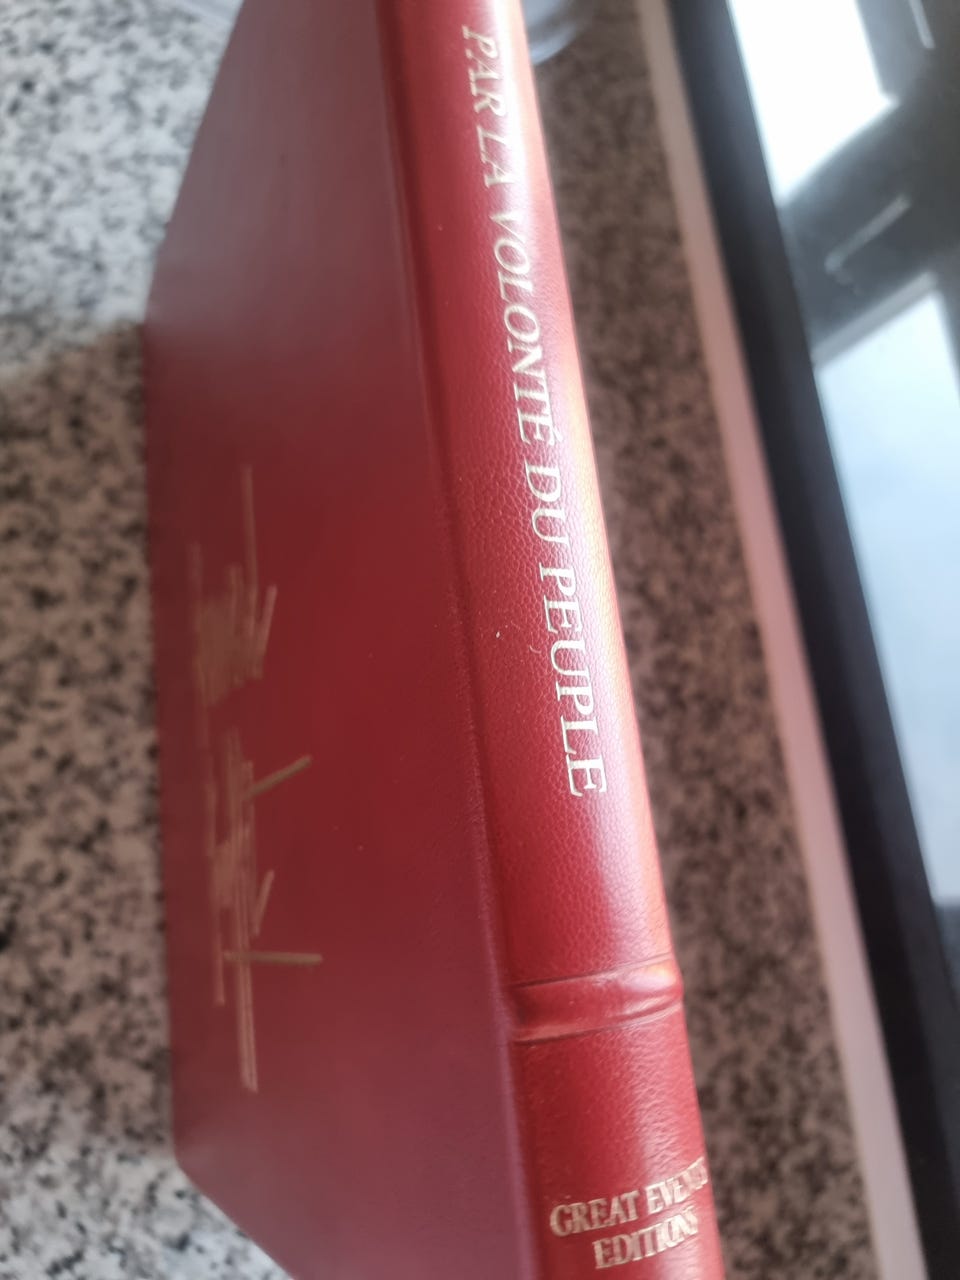 PAR LA VOLONTÉ DU PEUPLE
GREAT EVENTS
EDITIONS